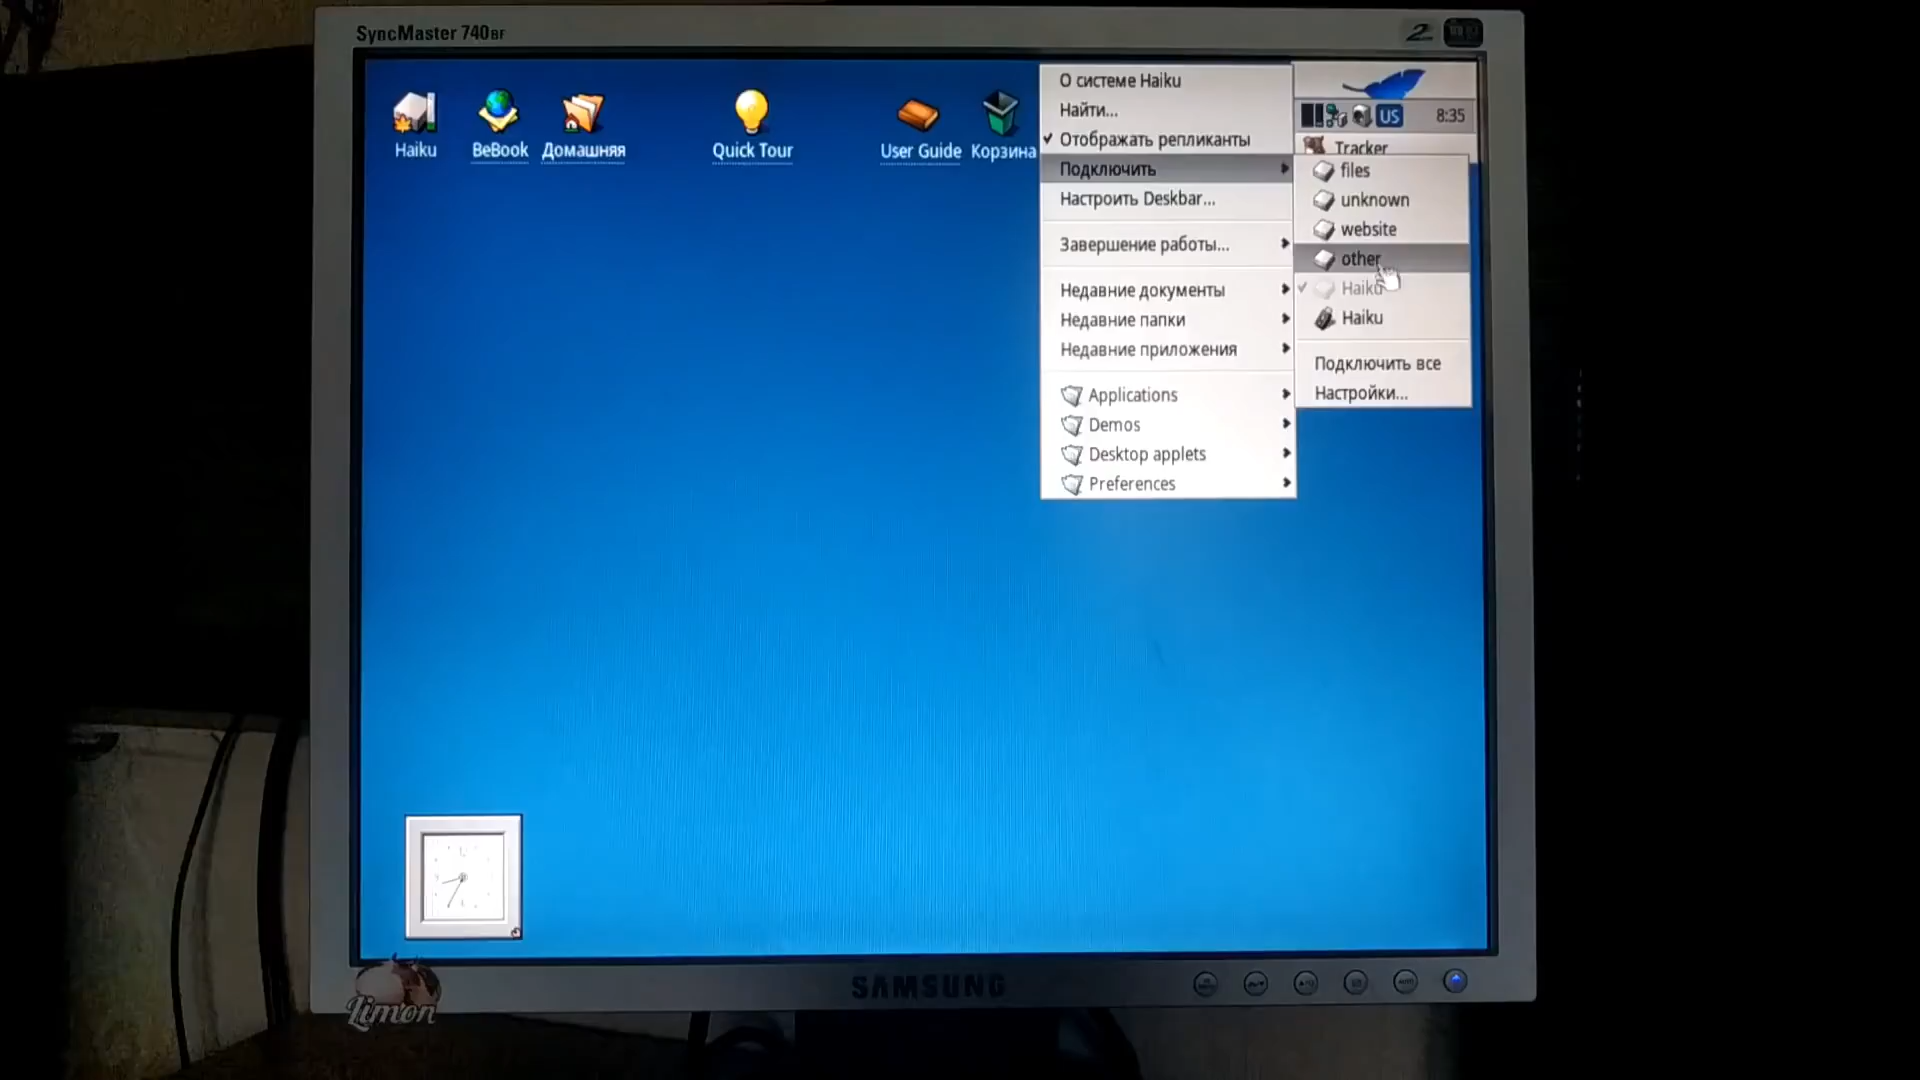 SyncMaster 740BF
2
Haiku
BeBook
Домашняя
Quick Tour
User Guide
Корзина
О системе Haiku
Найти...
Отображать репликанты
Подключить
Настроить Deskbar...
Завершение работы...
Недавние документы
Недавние папки
Недавние приложения
Applications
Demos
Desktop applets
Preferences
US
8:35
Tracker
files
unknown
website
other
Haiku
Haiku
Подключить все
Настройки...
SAMSUNG
AUTO
Limon